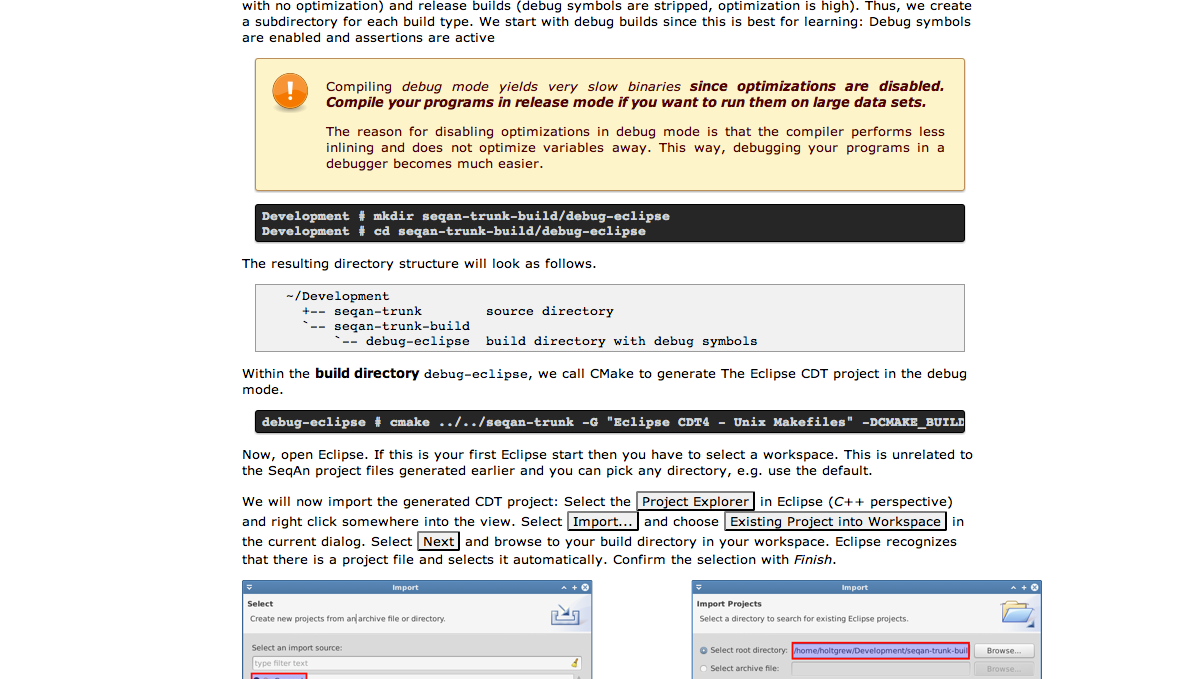 with no optimization) and release builds (debug symbols are stripped, optimization is high). Thus, we create
a subdirectory for each build type. We start with debug builds since this is best for learning: Debug symbols
are enabled and assertions are active
Compiling debug mode yields very slow binaries since optimizations are disabled.
Compile your programs in release mode if you want to run them on large data sets.
The reason for disabling optimizations in debug mode is that the compiler performs less
inlining and does not optimize variables away. This way, debugging your programs in a
debugger becomes much easier.
Development # mkdir seqan-trunk-build/debug-eclipse
Development # cd seqan-trunk-build/debug-eclipse
The resulting directory structure will look as follows.
~/Development
+-- seqan-trunk source directory
`-- seqan-trunk-build
`-- debug-eclipse build directory with debug symbols
Within the build directory debug-eclipse, we call CMake to generate The Eclipse CDT project in the debug
mode.
debug-eclipse # cmake ../../seqan-trunk -G "Eclipse CDT4 - Unix Makefiles" -DCMAKE_BUILD
Now, open Eclipse. If this is your first Eclipse start then you have to select a workspace. This is unrelated to
the SeqAn project files generated earlier and you can pick any directory, e.g. use the default.
We will now import the generated CDT project: Select the Project Explorer in Eclipse (C++ perspective)
and right click somewhere into the view. Select Import... and choose Existing Project into Workspace in
the current dialog. Select Next and browse to your build directory in your workspace. Eclipse recognizes
that there is a project file and selects it automatically. Confirm the selection with Finish.
Import
Select
Create new projects from an archive file or directory.
Select an import source:
type filter text
Import
Import Projects
Select a directory to search for existing Eclipse projects.
Select root directory: /home/holtgrew/Development/seqan-trunk-buil Browse...
Select archive file: Browse...